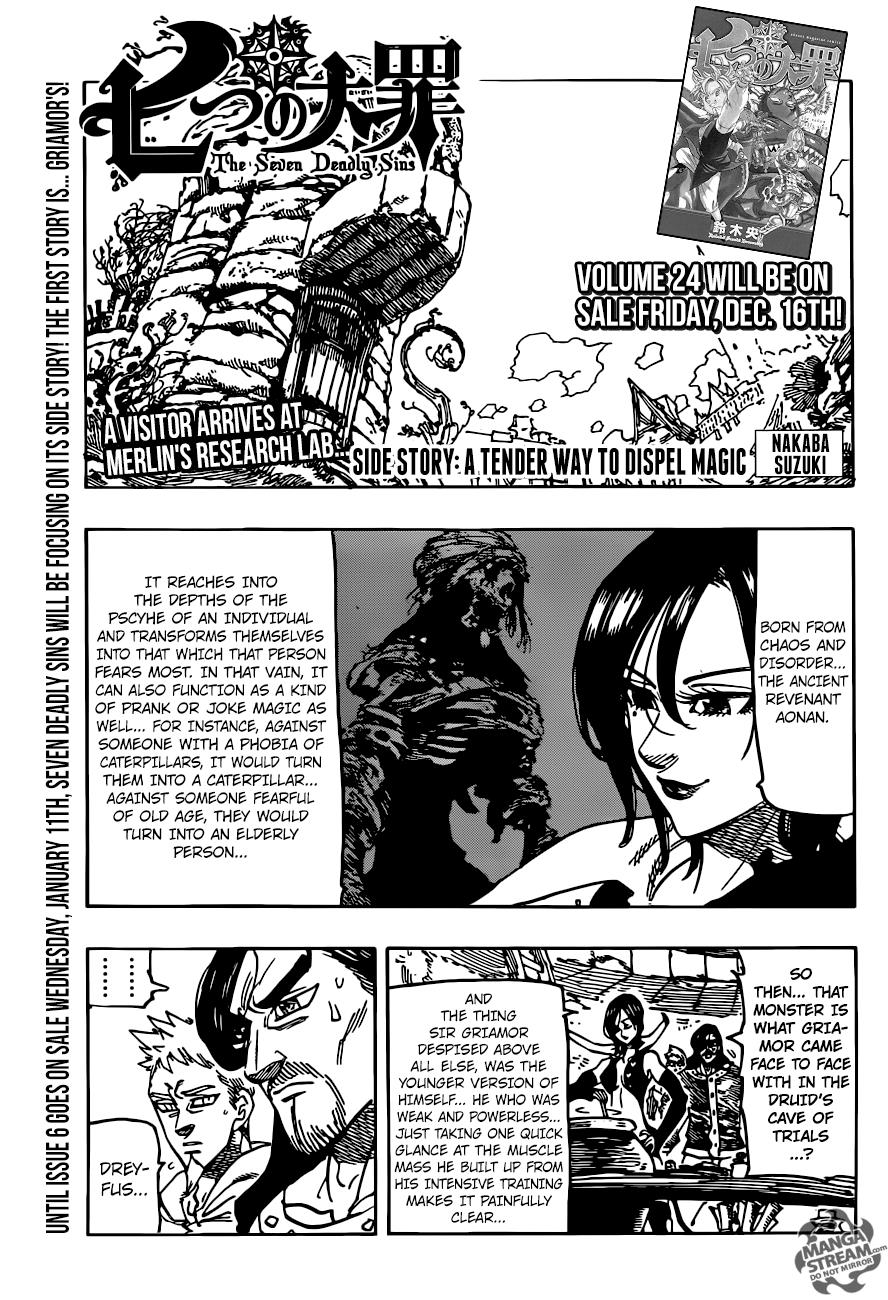 UNTIL ISSUE 6 GOES ON SALE WEDNESDAY, JANUARY 11TH, SEVEN DEADLY SINS WILL BE FOCUSING ON ITS SIDE STORY! THE FIRST STORY IS... GRIAMOR'S!
七つの大罪
The Seven Deadly Sins
七つの大罪
鈴木央
VOLUME 24 WILL BE ON
SALE FRIDAY, DEC. 16TH!
A VISITOR ARRIVES AT
MERLIN'S RESEARCH LAB...
SIDE STORY: A TENDER WAY TO DISPEL MAGIC
NAKABA
SUZUKI
BORN FROM
CHAOS AND
DISORDER...
THE ANCIENT
REVENANT
AONAN.
IT REACHES INTO
THE DEPTHS OF THE
PSCYHE OF AN INDIVIDUAL
AND TRANSFORMS THEMSELVES
INTO THAT WHICH THAT PERSON
FEARS MOST. IN THAT VAIN, IT
CAN ALSO FUNCTION AS A KIND
OF PRANK OR JOKE MAGIC AS
WELL... FOR INSTANCE, AGAINST
SOMEONE WITH A PHOBIA OF
CATERPILLARS, IT WOULD TURN
THEM INTO A CATERPILLAR...
AGAINST SOMEONE FEARFUL
OF OLD AGE, THEY WOULD
TURN INTO AN ELDERLY
PERSON...
SO
THEN... THAT
MONSTER IS
WHAT GRIA-
MOR CAME
FACE TO FACE
WITH IN THE
DRUID'S
CAVE OF
TRIALS
...?
AND
THE THING
SIR GRIAMOR
DESPISED ABOVE
ALL ELSE, WAS THE
YOUNGER VERSION OF
HIMSELF... HE WHO WAS
WEAK AND POWERLESS...
JUST TAKING ONE QUICK
GLANCE AT THE MUSCLE
MASS HE BUILT UP FROM
HIS INTENSIVE TRAINING
MAKES IT PAINFULLY
CLEAR...
......
DREY-
FUS...
MANGA
STREAM.com
DO NOT MIRROR